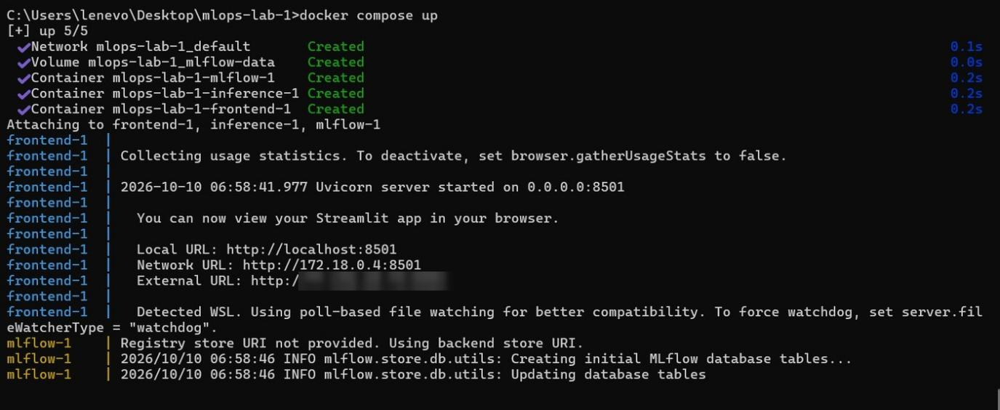 C:\Users\lenevo\Desktop\mlops-lab-1>docker compose up
[+] up 5/5
✔Network mlops-lab-1_default Created 0.1s
✔Volume mlops-lab-1_mlflow-data Created 0.0s
✔Container mlops-lab-1-mlflow-1 Created 0.2s
✔Container mlops-lab-1-inference-1 Created 0.2s
✔Container mlops-lab-1-frontend-1 Created 0.2s
Attaching to frontend-1, inference-1, mlflow-1
frontend-1 |
frontend-1 | Collecting usage statistics. To deactivate, set browser.gatherUsageStats to false.
frontend-1 |
frontend-1 | 2026-10-10 06:58:41.977 Uvicorn server started on 0.0.0.0:8501
frontend-1 |
frontend-1 | You can now view your Streamlit app in your browser.
frontend-1 |
frontend-1 | Local URL: http://localhost:8501
frontend-1 | Network URL: http://172.18.0.4:8501
frontend-1 | External URL: http:/
frontend-1 |
frontend-1 | Detected WSL. Using poll-based file watching for better compatibility. To force watchdog, set server.fil
eWatcherType = "watchdog".
mlflow-1 | Registry store URI not provided. Using backend store URI.
mlflow-1 | 2026/10/10 06:58:46 INFO mlflow.store.db.utils: Creating initial MLflow database tables...
mlflow-1 | 2026/10/10 06:58:46 INFO mlflow.store.db.utils: Updating database tables